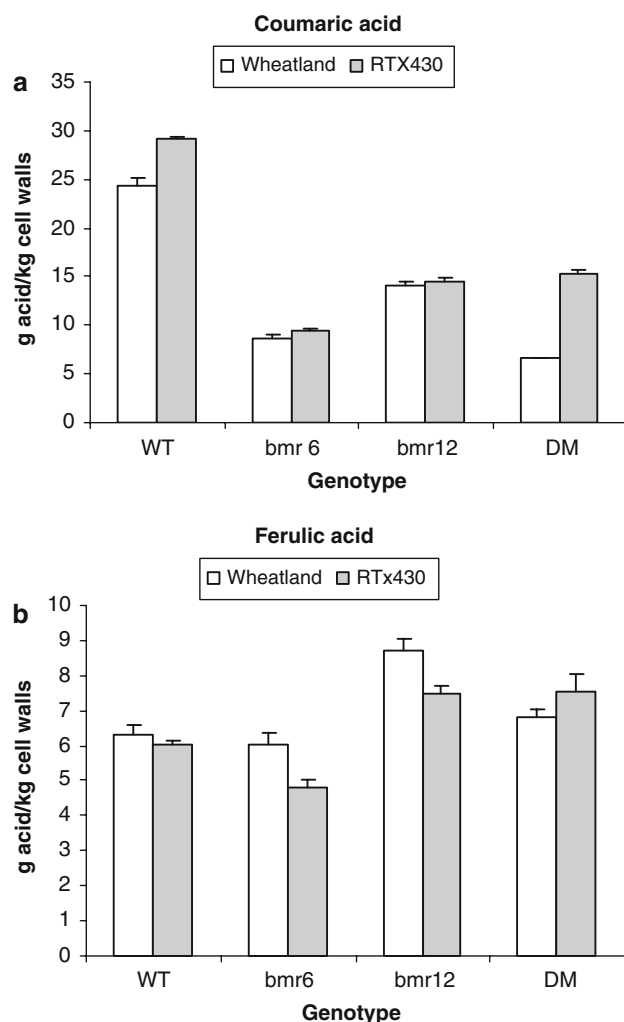 Coumaric acid
Wheatland RTX430
a
35
30
25
20
15
10
5
0
g acid/kg cell walls
WT bmr 6 bmr12 DM
Genotype
Ferulic acid
Wheatland RTx430
b
10
9
8
7
6
5
4
3
2
1
0
g acid/kg cell walls
WT bmr6 bmr12 DM
Genotype